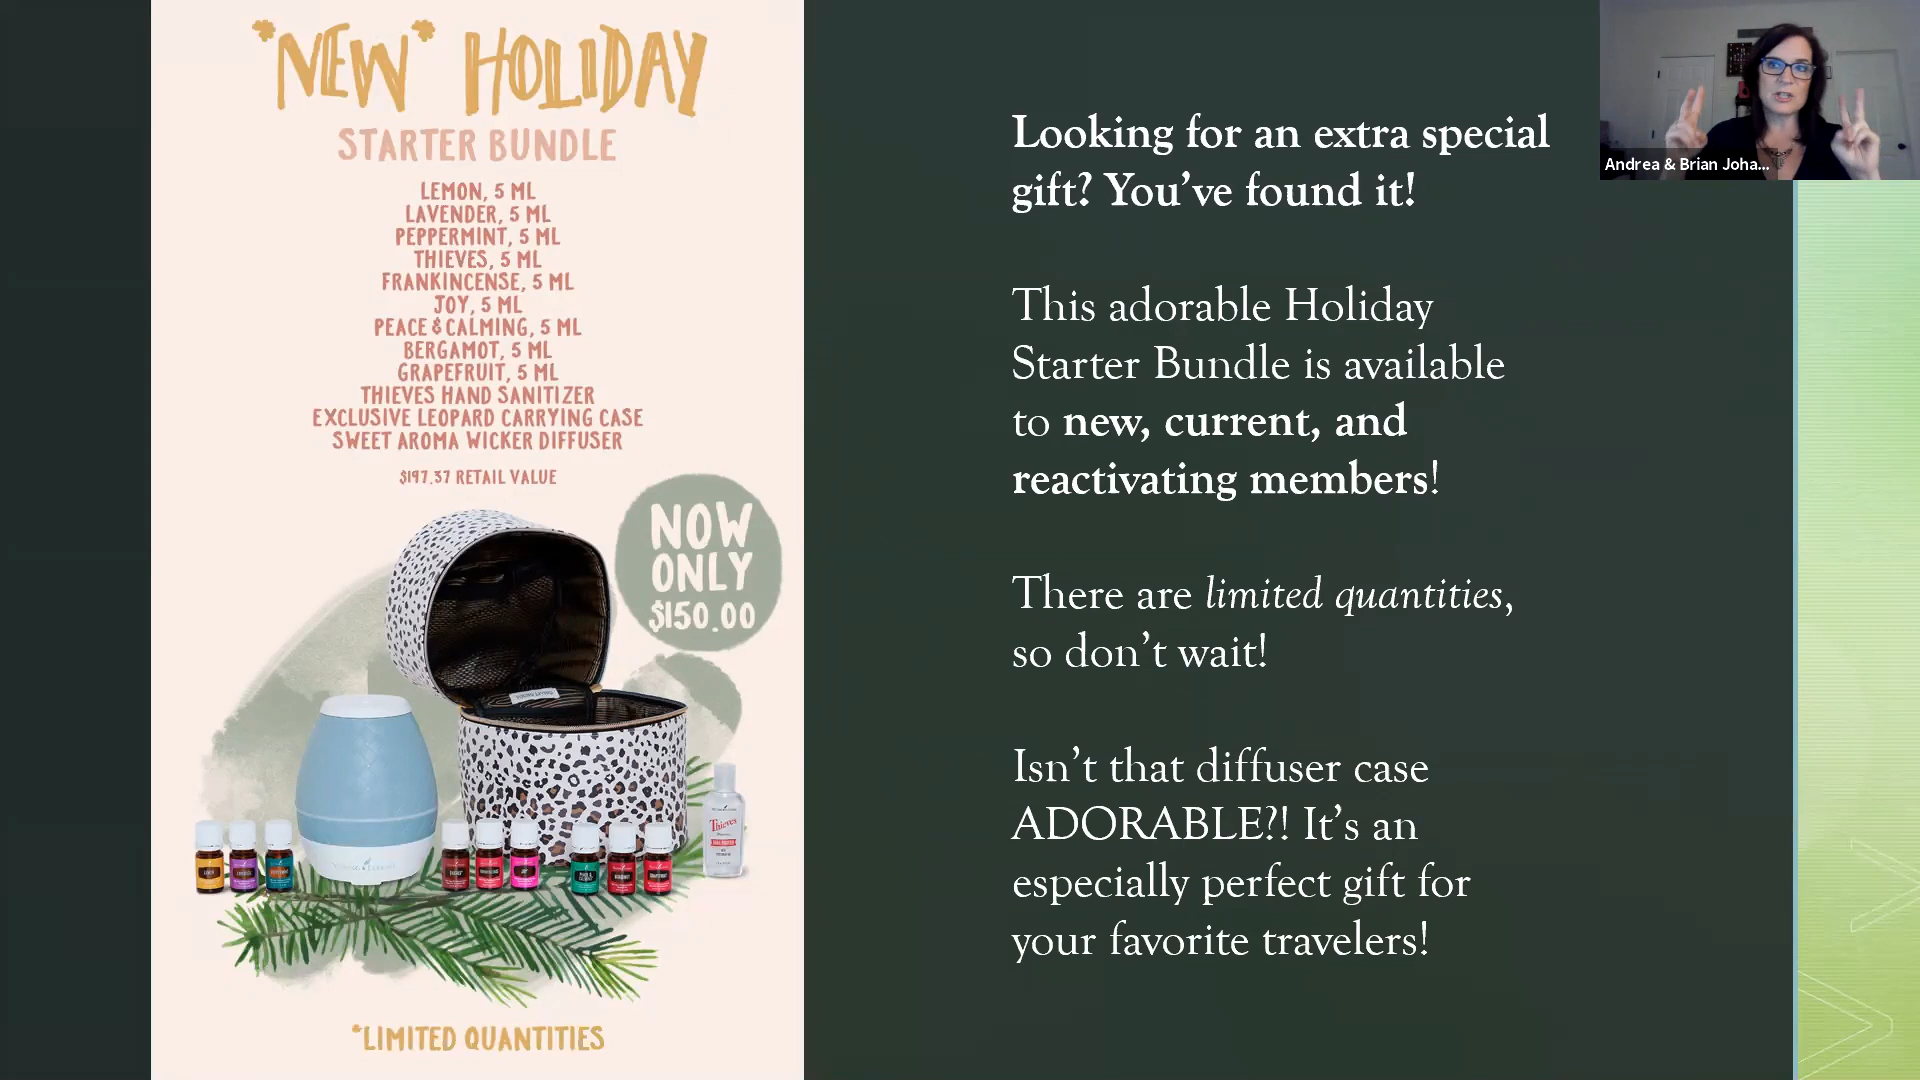 *NEW* HOLIDAY
STARTER BUNDLE
LEMON, 5 ML
LAVENDER, 5 ML
PEPPERMINT, 5 ML
THIEVES, 5 ML
FRANKINCENSE, 5 ML
JOY, 5 ML
PEACE & CALMING, 5 ML
BERGAMOT, 5 ML
GRAPEFRUIT, 5 ML
THIEVES HAND SANITIZER
EXCLUSIVE LEOPARD CARRYING CASE
SWEET AROMA WICKER DIFFUSER
$197.37 RETAIL VALUE
NOW
ONLY
$150.00
Thieves
*LIMITED QUANTITIES
Looking for an extra special
gift? You’ve found it!
This adorable Holiday
Starter Bundle is available
to new, current, and
reactivating members!
There are limited quantities,
so don’t wait!
Isn’t that diffuser case
ADORABLE?! It’s an
especially perfect gift for
your favorite travelers!
Andrea & Brian Joha...